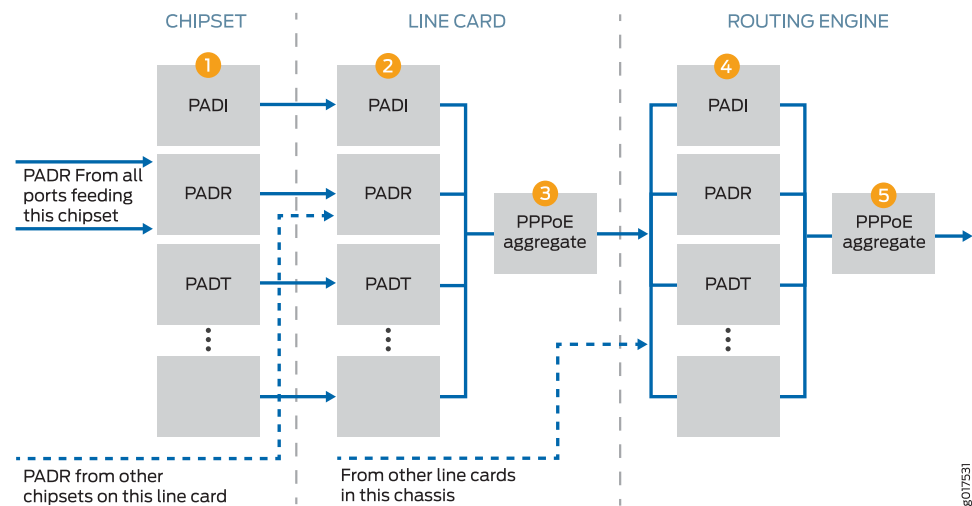 CHIPSET
LINE CARD
ROUTING ENGINE
1
2
4
PADI
PADI
PADI
PADR From all
ports feeding
this chipset
PADR
PADR
PADR
3
5
PPPoE
aggregate
PPPoE
aggregate
PADT
PADT
PADT
PADR from other
chipsets on this line card
From other line cards
in this chassis
g017531